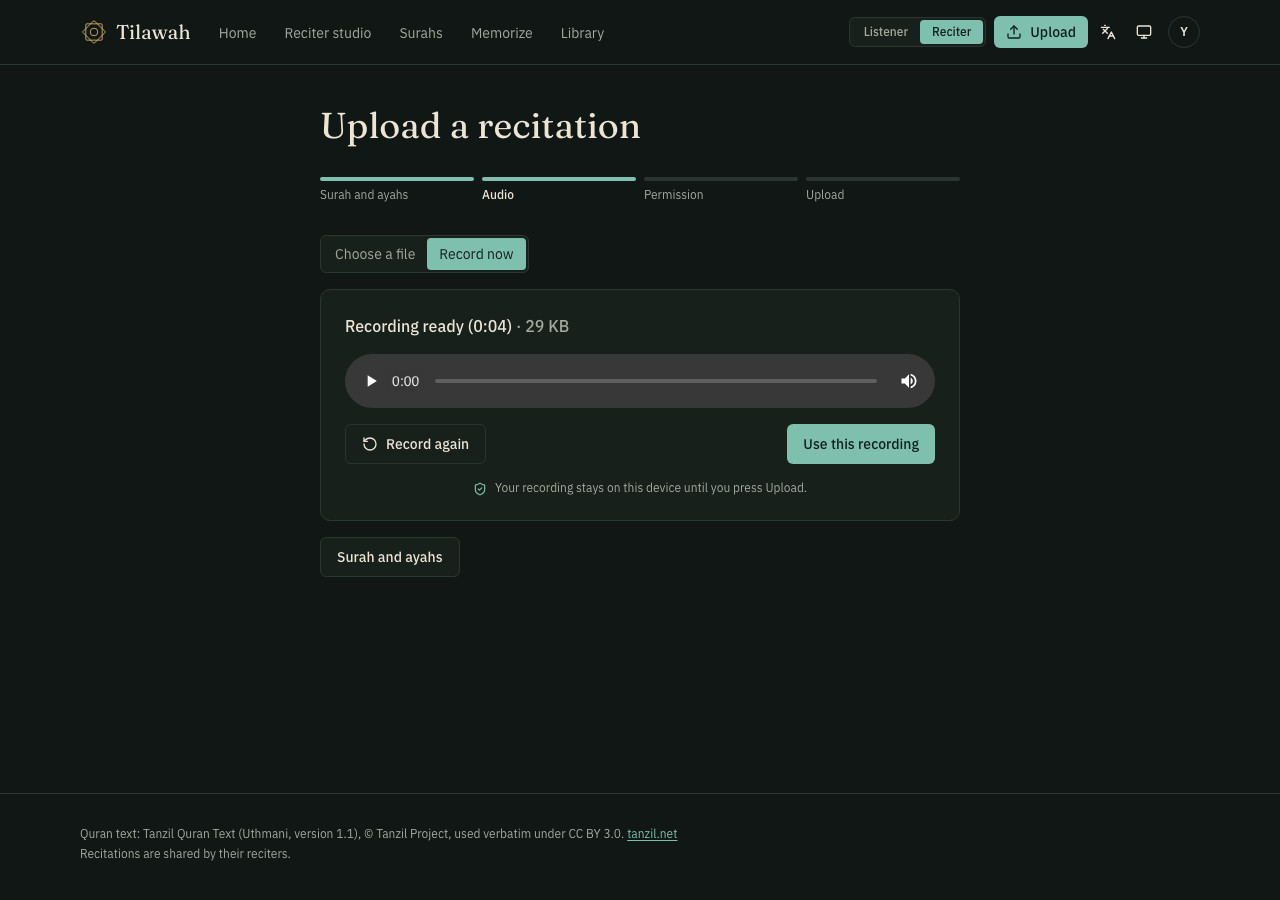 Tilawah
Home
Reciter studio
Surahs
Memorize
Library
Listener
Reciter
Upload
Y
Upload a recitation
Surah and ayahs
Audio
Permission
Upload
Choose a file
Record now
Recording ready (0:04) · 29 KB
0:00
Record again
Use this recording
Your recording stays on this device until you press Upload.
Surah and ayahs
Quran text: Tanzil Quran Text (Uthmani, version 1.1), © Tanzil Project, used verbatim under CC BY 3.0. tanzil.net
Recitations are shared by their reciters.